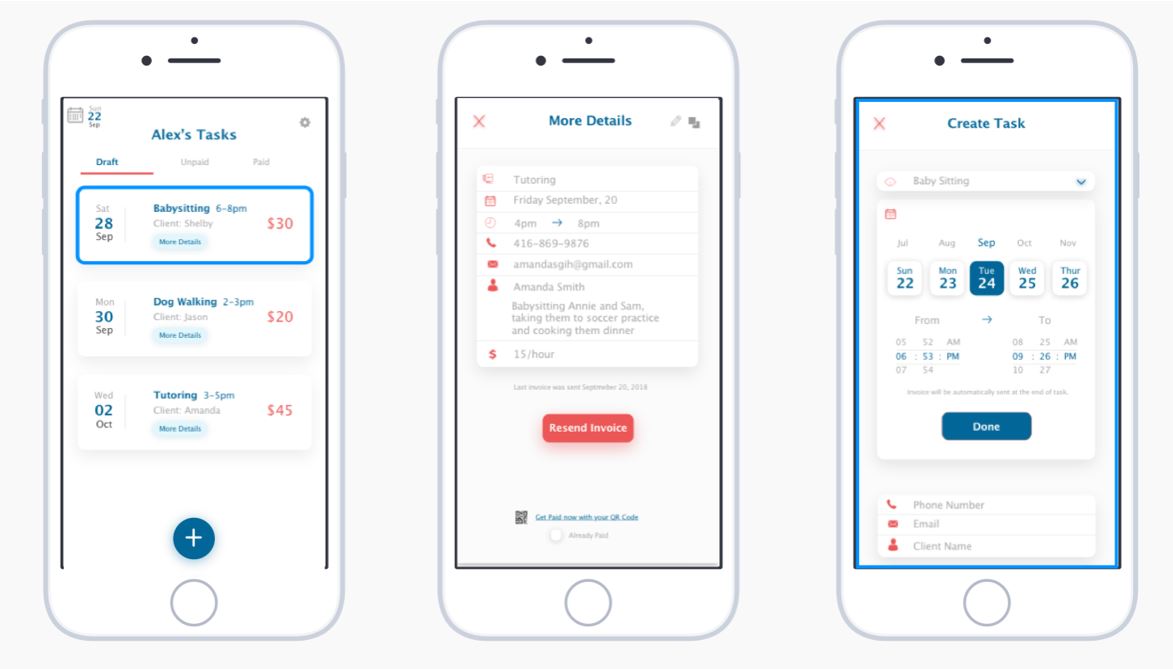 Sun
22
Sep
Alex's Tasks
Draft Unpaid Paid
Sat
28
Sep
Babysitting 6-8pm
Client: Shelby
More Details
$30
Mon
30
Sep
Dog Walking 2-3pm
Client: Jason
More Details
$20
Wed
02
Oct
Tutoring 3-5pm
Client: Amanda
More Details
$45
+
More Details
Tutoring
Friday September, 20
4pm → 8pm
416-869-9876
amandasgih@gmail.com
Amanda Smith
Babysitting Annie and Sam,
taking them to soccer practice
and cooking them dinner
$ 15/hour
Last invoice was sent Septmeber 20, 2018
Resend Invoice
Get Paid now with your QR Code
Already Paid
Create Task
Baby Sitting
Jul Aug Sep Oct Nov
Sun Mon Tue Wed Thur
22 23 24 25 26
From → To
05 52 AM 08 25 AM
06 : 53 : PM 09 : 26 : PM
07 54 10 27
Invoice will be automatically sent at the end of task.
Done
Phone Number
Email
Client Name